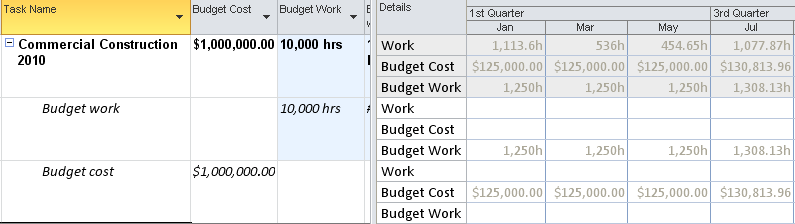 Task Name Budget Cost Budget Work Details 1st Quarter 3rd Quarter
Jan Mar May Jul
Commercial Construction 2010 $1,000,000.00 10,000 hrs Work 1,113.6h 536h 454.65h 1,077.87h
Budget Cost $125,000.00 $125,000.00 $125,000.00 $130,813.96
Budget Work 1,250h 1,250h 1,250h 1,308.13h
Budget work 10,000 hrs Work
Budget Cost
Budget Work 1,250h 1,250h 1,250h 1,308.13h
Budget cost $1,000,000.00 Work
Budget Cost $125,000.00 $125,000.00 $125,000.00 $130,813.96
Budget Work